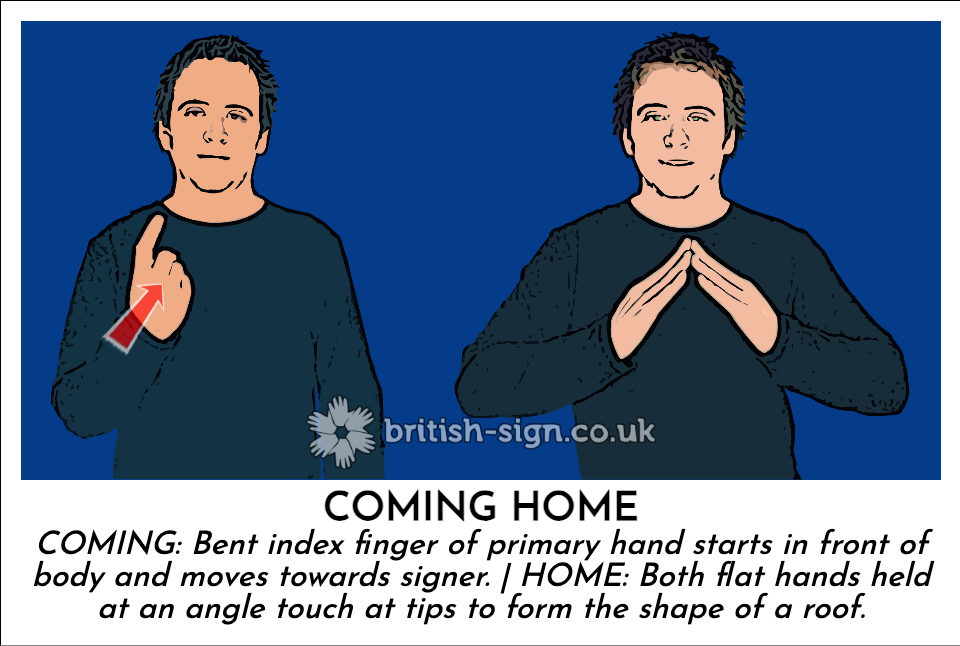 british-sign.co.uk
COMING HOME
COMING: Bent index finger of primary hand starts in front of
body and moves towards signer. | HOME: Both flat hands held
at an angle touch at tips to form the shape of a roof.